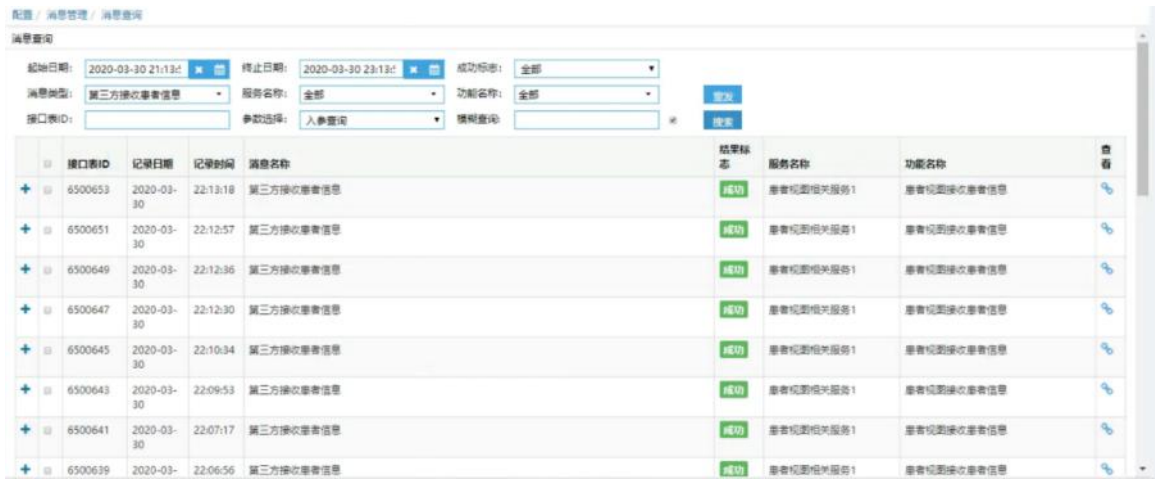 配置 / 消息管理 / 消息查询
消息查询
起始日期: 2020-03-30 21:13:5 终止日期: 2020-03-30 23:13:5 成功标志: 全部
消息类型: 第三方接收患者信息 服务名称: 全部 功能名称: 全部 重发
接口表ID: 参数选择: 入参查询 模糊查询: 搜索
接口表ID 记录日期 记录时间 消息名称 结果标志 服务名称 功能名称 查看
6500653 2020-03-30 22:13:18 第三方接收患者信息 成功 患者视图相关服务1 患者视图接收患者信息
6500651 2020-03-30 22:12:57 第三方接收患者信息 成功 患者视图相关服务1 患者视图接收患者信息
6500649 2020-03-30 22:12:36 第三方接收患者信息 成功 患者视图相关服务1 患者视图接收患者信息
6500647 2020-03-30 22:12:30 第三方接收患者信息 成功 患者视图相关服务1 患者视图接收患者信息
6500645 2020-03-30 22:10:34 第三方接收患者信息 成功 患者视图相关服务1 患者视图接收患者信息
6500643 2020-03-30 22:09:53 第三方接收患者信息 成功 患者视图相关服务1 患者视图接收患者信息
6500641 2020-03-30 22:07:17 第三方接收患者信息 成功 患者视图相关服务1 患者视图接收患者信息
6500639 2020-03- 22:06:56 第三方接收患者信息 成功 患者视图相关服务1 患者视图接收患者信息